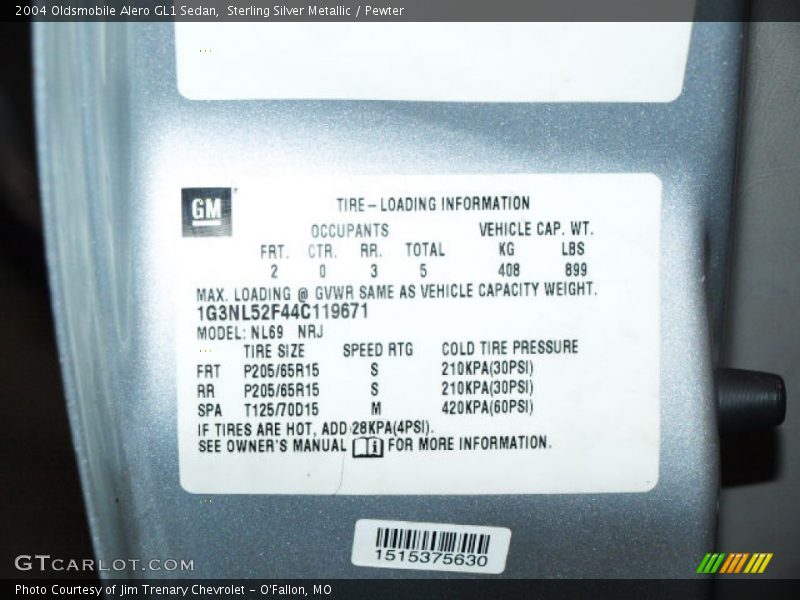 2004 Oldsmobile Alero GL1 Sedan, Sterling Silver Metallic / Pewter
GM
TIRE-LOADING INFORMATION
OCCUPANTS VEHICLE CAP. WT.
FRT. CTR. RR. TOTAL KG LBS
2 0 3 5 408 899
MAX. LOADING @ GVWR SAME AS VEHICLE CAPACITY WEIGHT.
1G3NL52F44C119671
MODEL: NL69 NRJ
TIRE SIZE SPEED RTG COLD TIRE PRESSURE
FRT P205/65R15 S 210KPA(30PSI)
RR P205/65R15 S 210KPA(30PSI)
SPA T125/70D15 M 420KPA(60PSI)
IF TIRES ARE HOT, ADD 28KPA(4PSI).
SEE OWNER'S MANUAL FOR MORE INFORMATION.
1515375630
GTCARLOT.COM
Photo Courtesy of Jim Trenary Chevrolet - O'Fallon, MO